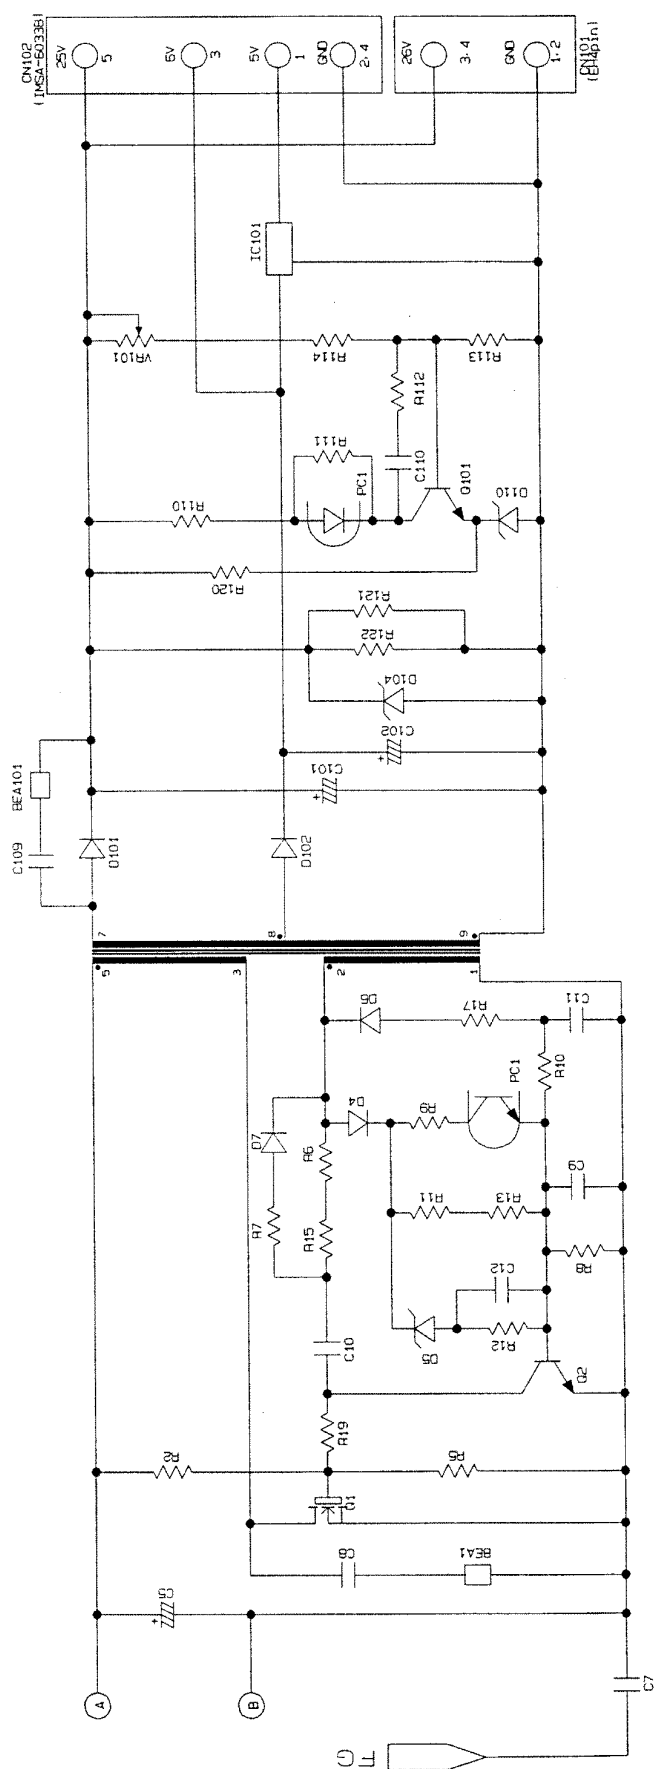 CN102
(IMSA-6033B)
25V
5
6V
3
5V
1
GND
2.4
CN101
(EH4pin)
26V
3.4
GND
1.2
IC101
VR101
R114
R113
R112
C110
R111
PC1
Q101
R110
D110
R120
R121
R122
D104
C102
+
C101
+
BEA101
C109
D101
D102
7
8
9
5
3
2
1
D6
R17
C11
R10
D7
D4
R9
PC1
R6
R7
R15
R11
R13
C9
R8
C10
D5
C12
R12
Q2
R19
R2
R5
Q1
C8
BEA1
C5
+
A
B
C7
FG